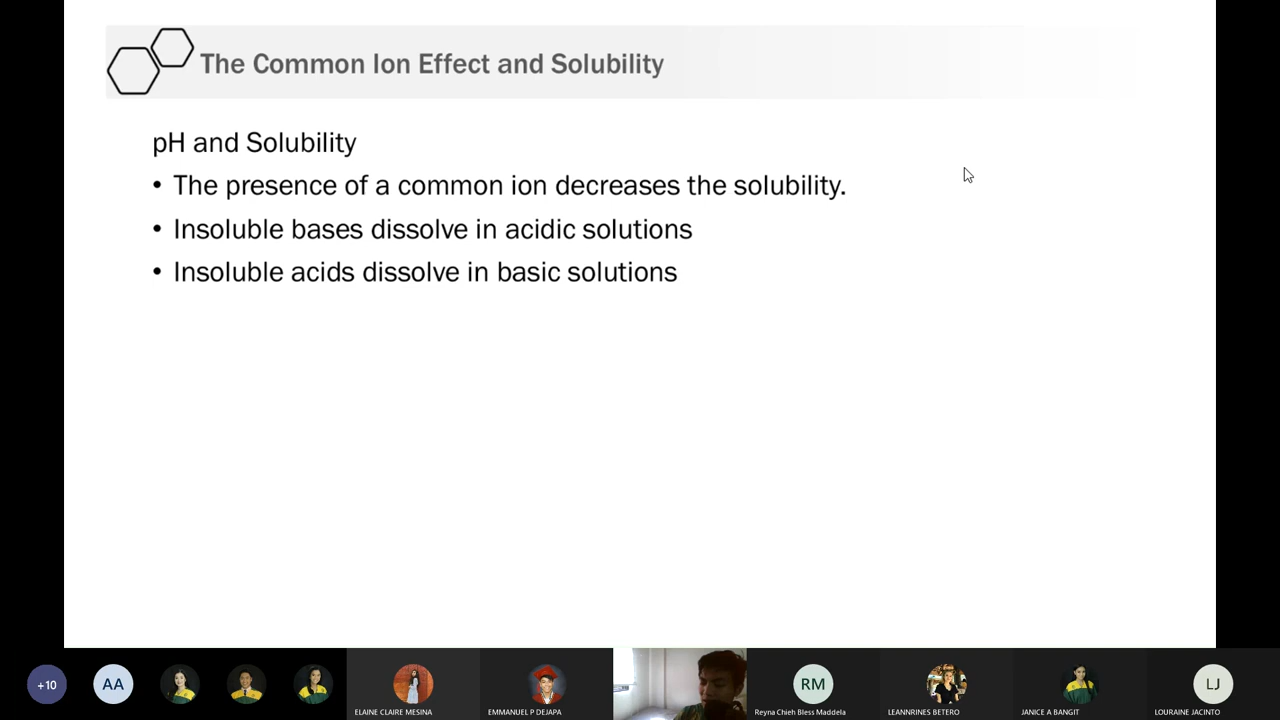 The Common Ion Effect and Solubility
pH and Solubility
• The presence of a common ion decreases the solubility.
• Insoluble bases dissolve in acidic solutions
• Insoluble acids dissolve in basic solutions
+10
AA
ELAINE CLAIRE MESINA
EMMANUEL P DEJAPA
RM
Reyna Chieh Bless Maddela
LEANNRINES BETERO
JANICE A BANGIT
LJ
LOURAINE JACINTO